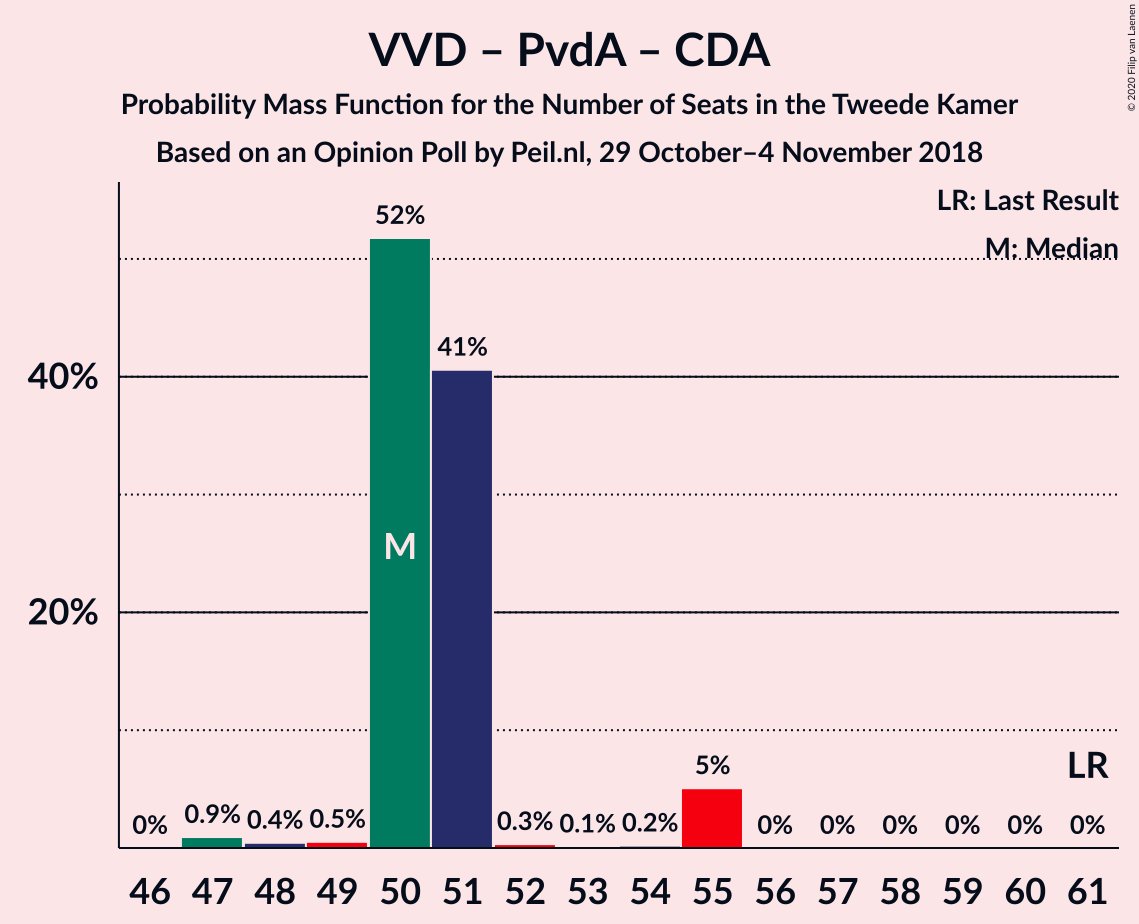 © 2020 Filip van Laenen
VVD – PvdA – CDA
Probability Mass Function for the Number of Seats in the Tweede Kamer
Based on an Opinion Poll by Peil.nl, 29 October–4 November 2018
LR: Last Result
M: Median
52%
41%
40%
M
20%
LR
5%
0% 0.9% 0.4% 0.5% 0.3% 0.1% 0.2% 0% 0% 0% 0% 0% 0%
46 47 48 49 50 51 52 53 54 55 56 57 58 59 60 61